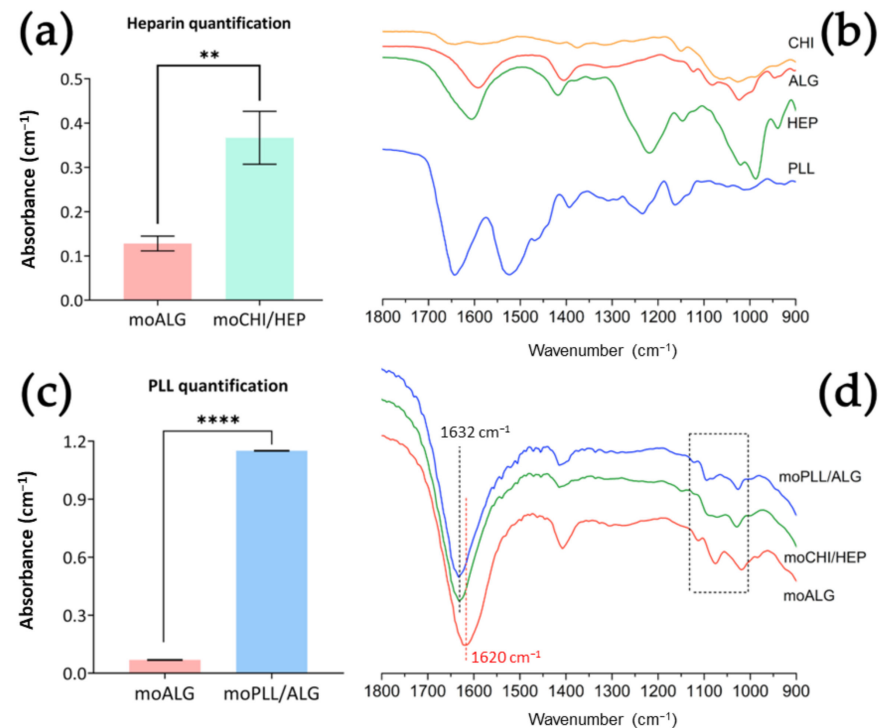 (a)
Heparin quantification
**
0.5
0.4
0.3
0.2
0.1
0.0
Absorbance (cm⁻¹)
moALG moCHI/HEP
(b)
CHI
ALG
HEP
PLL
1800 1700 1600 1500 1400 1300 1200 1100 1000 900
Wavenumber (cm⁻¹)
(c)
PLL quantification
****
1.2
0.9
0.6
0.3
0.0
Absorbance (cm⁻¹)
moALG moPLL/ALG
(d)
1632 cm⁻¹
moPLL/ALG
moCHI/HEP
moALG
1620 cm⁻¹
1800 1700 1600 1500 1400 1300 1200 1100 1000 900
Wavenumber (cm⁻¹)